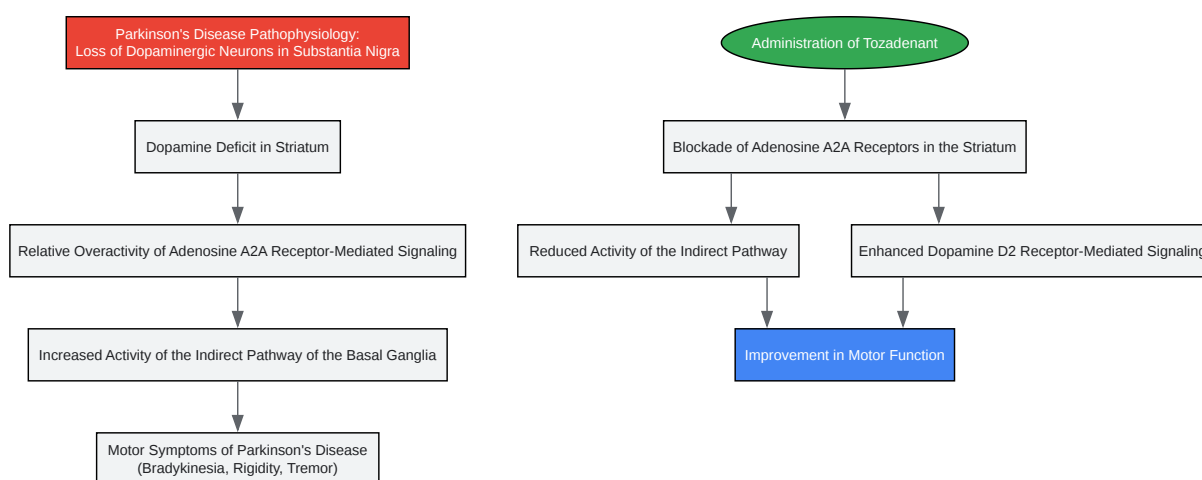 Parkinson's Disease Pathophysiology:
Loss of Dopaminergic Neurons in Substantia Nigra
Dopamine Deficit in Striatum
Relative Overactivity of Adenosine A2A Receptor-Mediated Signaling
Increased Activity of the Indirect Pathway of the Basal Ganglia
Motor Symptoms of Parkinson's Disease
(Bradykinesia, Rigidity, Tremor)
Administration of Tozadenant
Blockade of Adenosine A2A Receptors in the Striatum
Reduced Activity of the Indirect Pathway
Enhanced Dopamine D2 Receptor-Mediated Signaling
Improvement in Motor Function